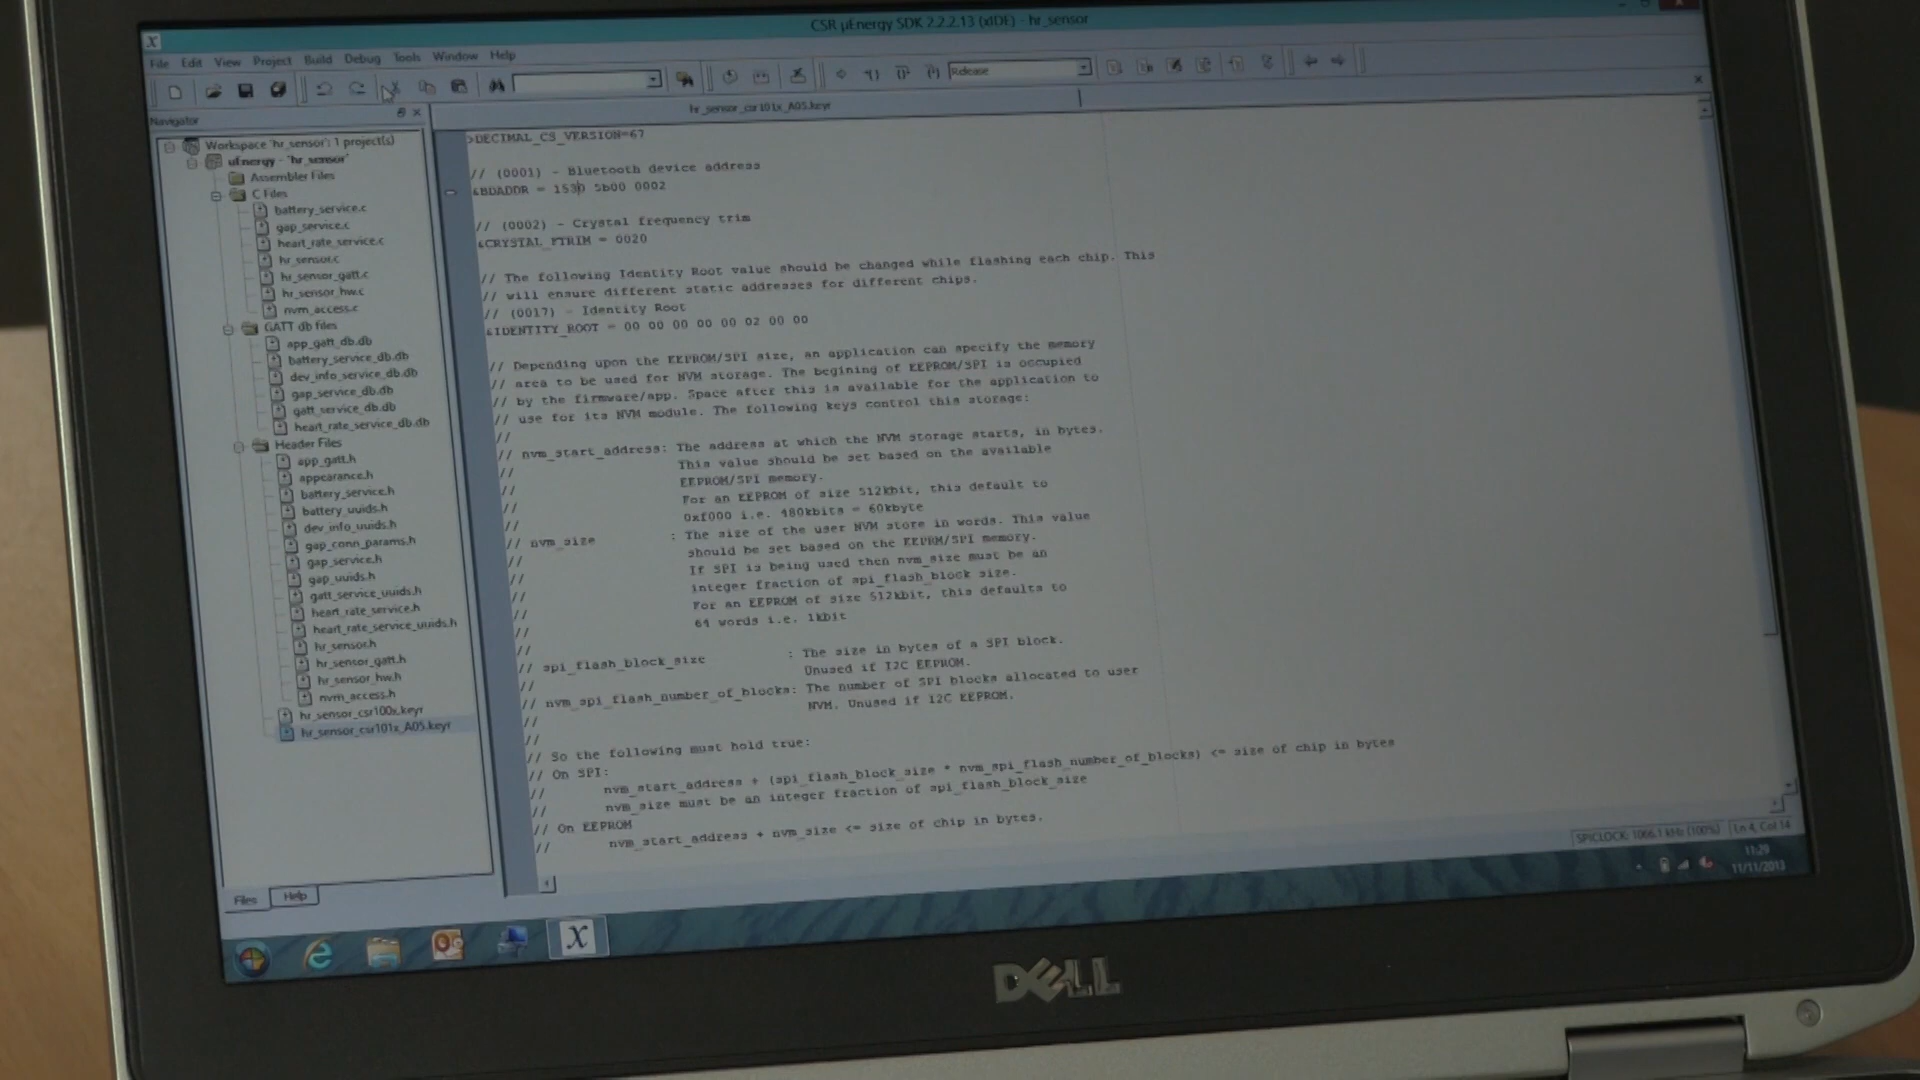 CSR µEnergy SDK 2.2.2.13 (xIDE) - hr_sensor
File Edit View Project Build Debug Tools Window Help
Release
Navigator
hr_sensor_csr101x_A05.keyr
Workspace 'hr_sensor': 1 project(s)
uEnergy - 'hr_sensor'
Assembler Files
C Files
battery_service.c
gap_service.c
heart_rate_service.c
hr_sensor.c
hr_sensor_gatt.c
hr_sensor_hw.c
nvm_access.c
GATT db files
app_gatt_db.db
battery_service_db.db
dev_info_service_db.db
gap_service_db.db
gatt_service_db.db
heart_rate_service_db.db
Header Files
app_gatt.h
appearance.h
battery_service.h
battery_uuids.h
dev_info_uuids.h
gap_conn_params.h
gap_service.h
gap_uuids.h
gatt_service_uuids.h
heart_rate_service.h
heart_rate_service_uuids.h
hr_sensor.h
hr_sensor_gatt.h
hr_sensor_hw.h
nvm_access.h
hr_sensor_csr100x.keyr
hr_sensor_csr101x_A05.keyr
Files Help
>DECIMAL_CS_VERSION=67
// (0001) - Bluetooth device address
&BDADDR = 1530 5b00 0002
// (0002) - Crystal frequency trim
&CRYSTAL_FTRIM = 0020
// The following Identity Root value should be changed while flashing each chip. This
// will ensure different static addresses for different chips.
// (0017) - Identity Root
&IDENTITY_ROOT = 00 00 00 00 00 02 00 00
// Depending upon the EEPROM/SPI size, an application can specify the memory
// area to be used for NVM storage. The begining of EEPROM/SPI is occupied
// by the firmware/app. Space after this is available for the application to
// use for its NVM module. The following keys control this storage:
//
// nvm_start_address: The address at which the NVM storage starts, in bytes.
// This value should be set based on the available
// EEPROM/SPI memory.
// For an EEPROM of size 512kbit, this default to
// 0xf000 i.e. 480kbits = 60kbyte
// nvm_size : The size of the user NVM store in words. This value
// should be set based on the EEPRM/SPI memory.
// If SPI is being used then nvm_size must be an
// integer fraction of spi_flash_block size.
// For an EEPROM of size 512kbit, this defaults to
// 64 words i.e. 1kbit
//
// spi_flash_block_size : The size in bytes of a SPI block.
// Unused if I2C EEPROM.
// nvm_spi_flash_number_of_blocks: The number of SPI blocks allocated to user
// NVM. Unused if I2C EEPROM.
//
// So the following must hold true:
// On SPI:
// nvm_start_address + (spi_flash_block_size * nvm_spi_flash_number_of_blocks) <= size of chip in bytes
// nvm_size must be an integer fraction of spi_flash_block_size
// On EEPROM
// nvm_start_address + nvm_size <= size of chip in bytes.
SPICLOCK: 1066.1 kHz (100%) Ln 4, Col 14
11:29
11/11/2013
DELL